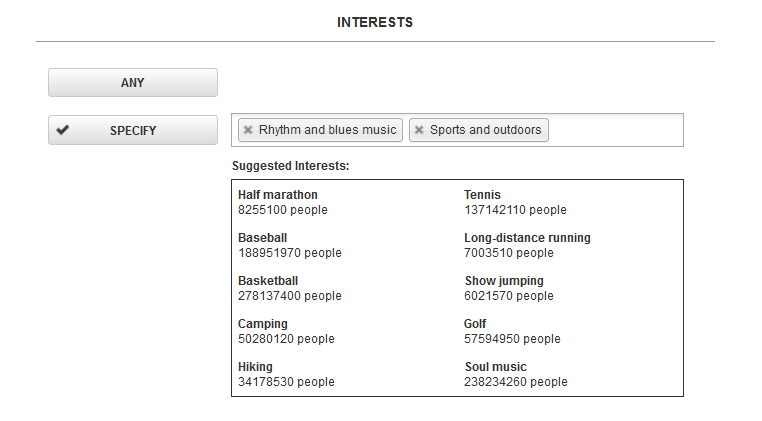 INTERESTS
ANY
SPECIFY
Rhythm and blues music Sports and outdoors
Suggested Interests:
Half marathon
8255100 people
Tennis
137142110 people
Baseball
188951970 people
Long-distance running
7003510 people
Basketball
278137400 people
Show jumping
6021570 people
Camping
50280120 people
Golf
57594950 people
Hiking
34178530 people
Soul music
238234260 people